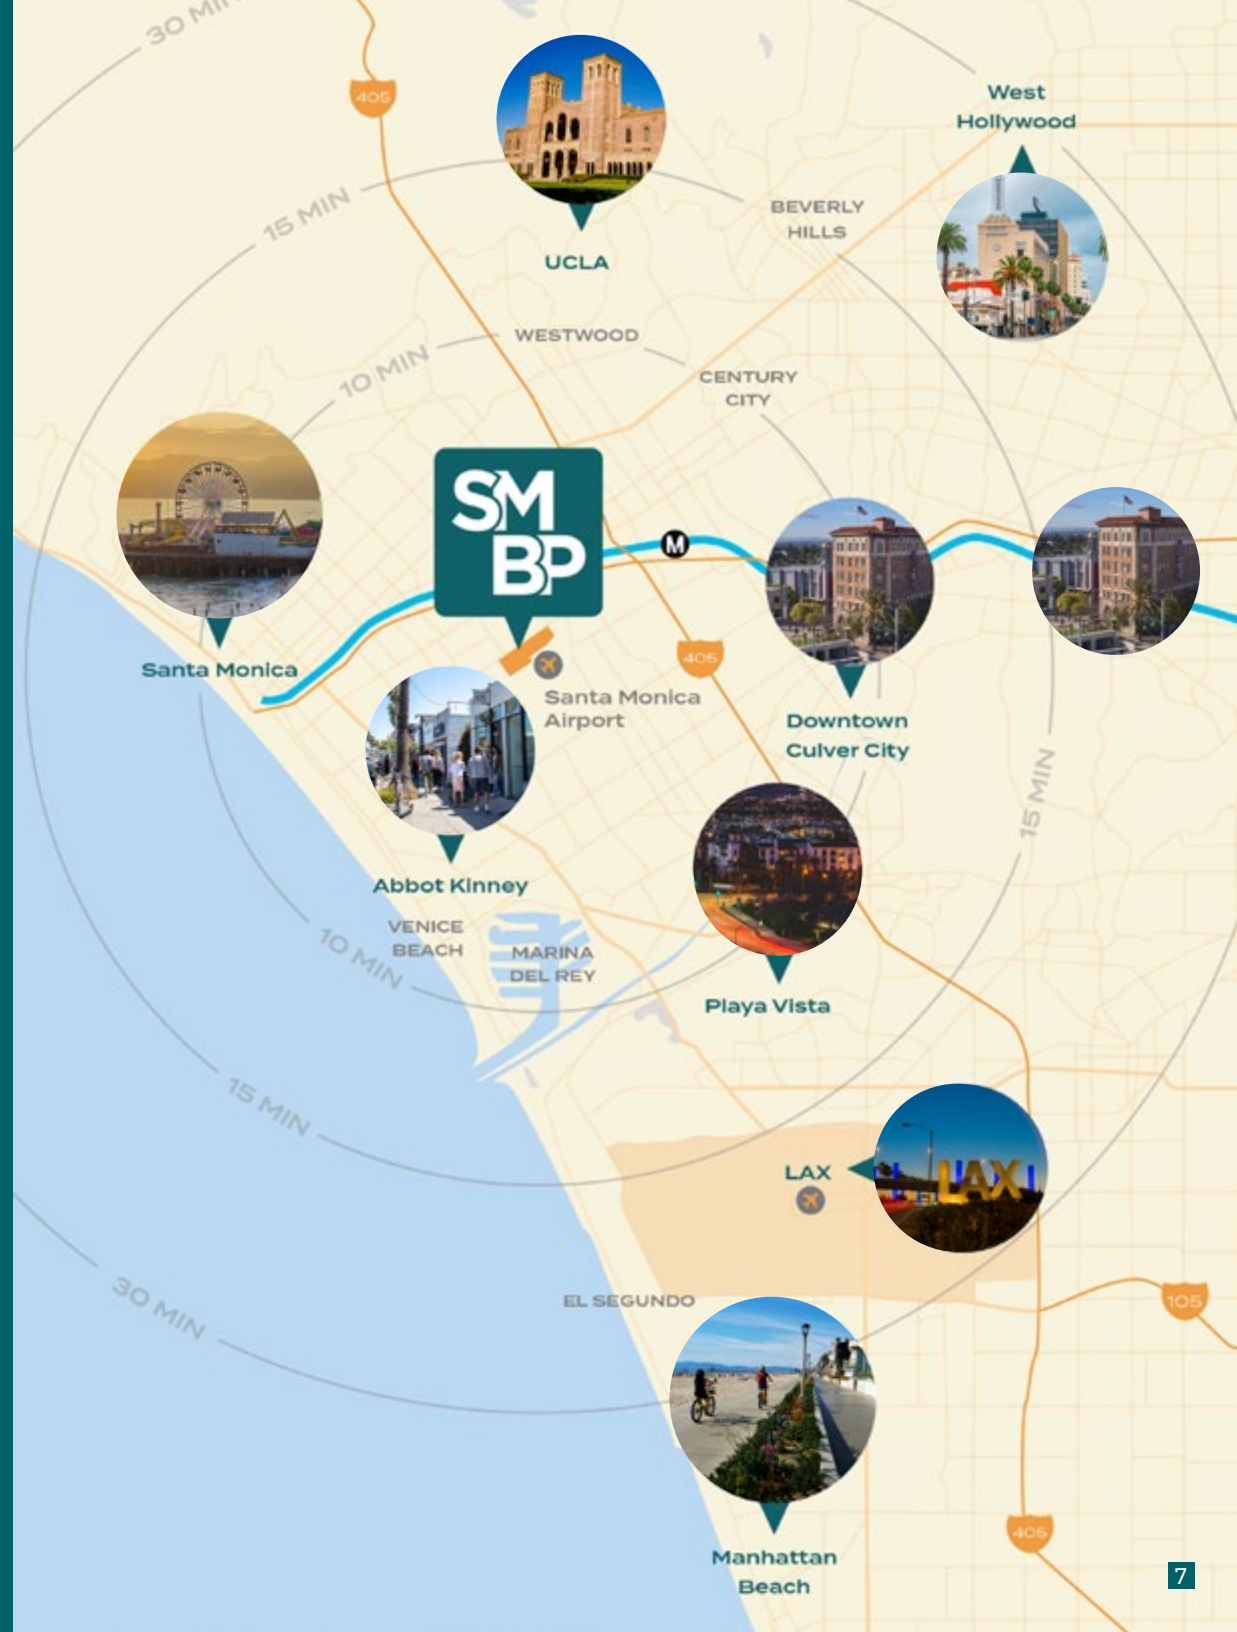 30 MIN
405
West
Hollywood
15 MIN
BEVERLY
HILLS
UCLA
WESTWOOD
10 MIN
CENTURY
CITY
SM
BP
M
405
Santa Monica
Santa Monica
Airport
Downtown
Culver City
15 MIN
Abbot Kinney
VENICE
BEACH
10 MIN
MARINA
DEL REY
Playa Vista
15 MIN
LAX
LAX
30 MIN
EL SEGUNDO
105
405
Manhattan
Beach
7